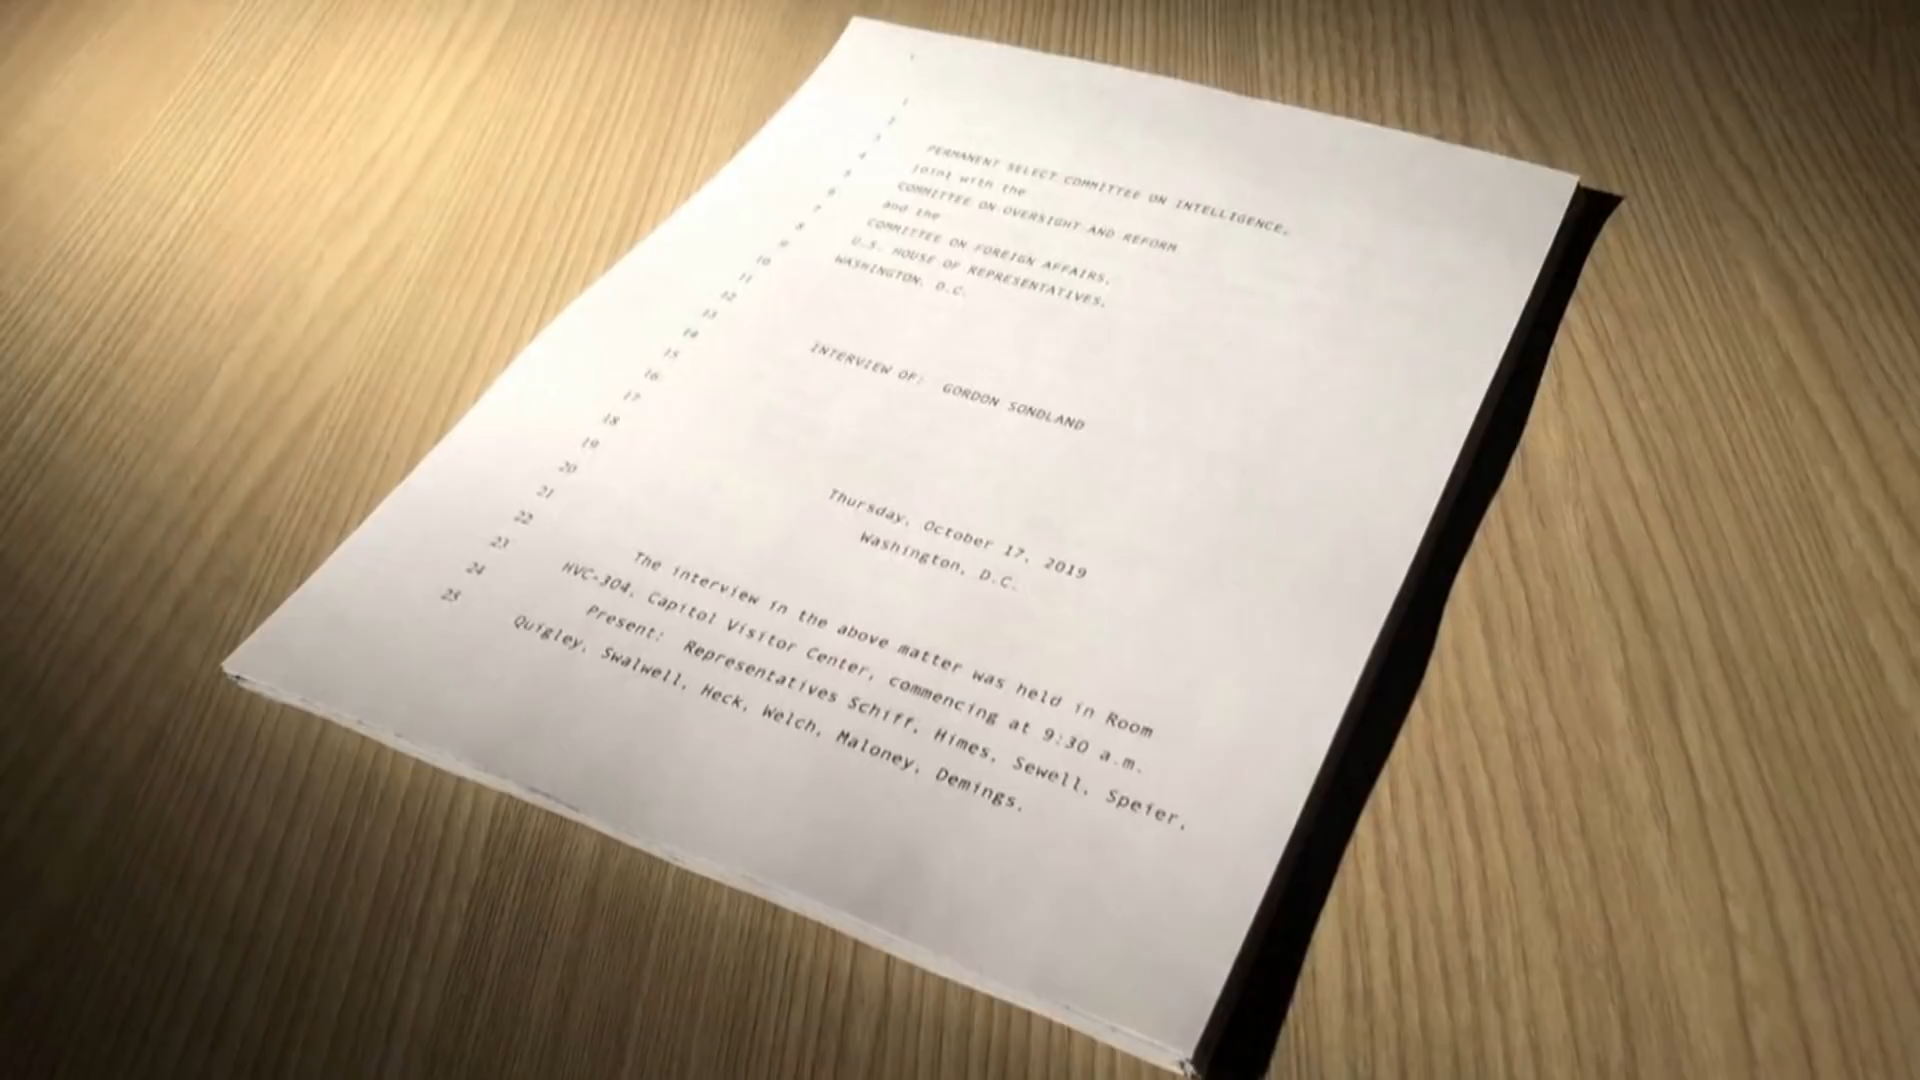 1
2
3
4
5
6
7
8
9
10
11
12
13
14
15
16
17
18
19
20
21
22
23
24
25
PERMANENT SELECT COMMITTEE ON INTELLIGENCE,
joint with the
COMMITTEE ON OVERSIGHT AND REFORM
and the
COMMITTEE ON FOREIGN AFFAIRS,
U.S. HOUSE OF REPRESENTATIVES,
WASHINGTON, D.C.
INTERVIEW OF: GORDON SONDLAND
Thursday, October 17, 2019
Washington, D.C.
The interview in the above matter was held in Room
HVC-304, Capitol Visitor Center, commencing at 9:30 a.m.
Present: Representatives Schiff, Himes, Sewell, Speier,
Quigley, Swalwell, Heck, Welch, Maloney, Demings.